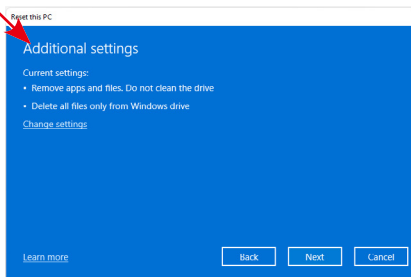 Reset this PC
Additional settings
Current settings:
• Remove apps and files. Do not clean the drive
• Delete all files only from Windows drive
Change settings
Learn more
Back
Next
Cancel